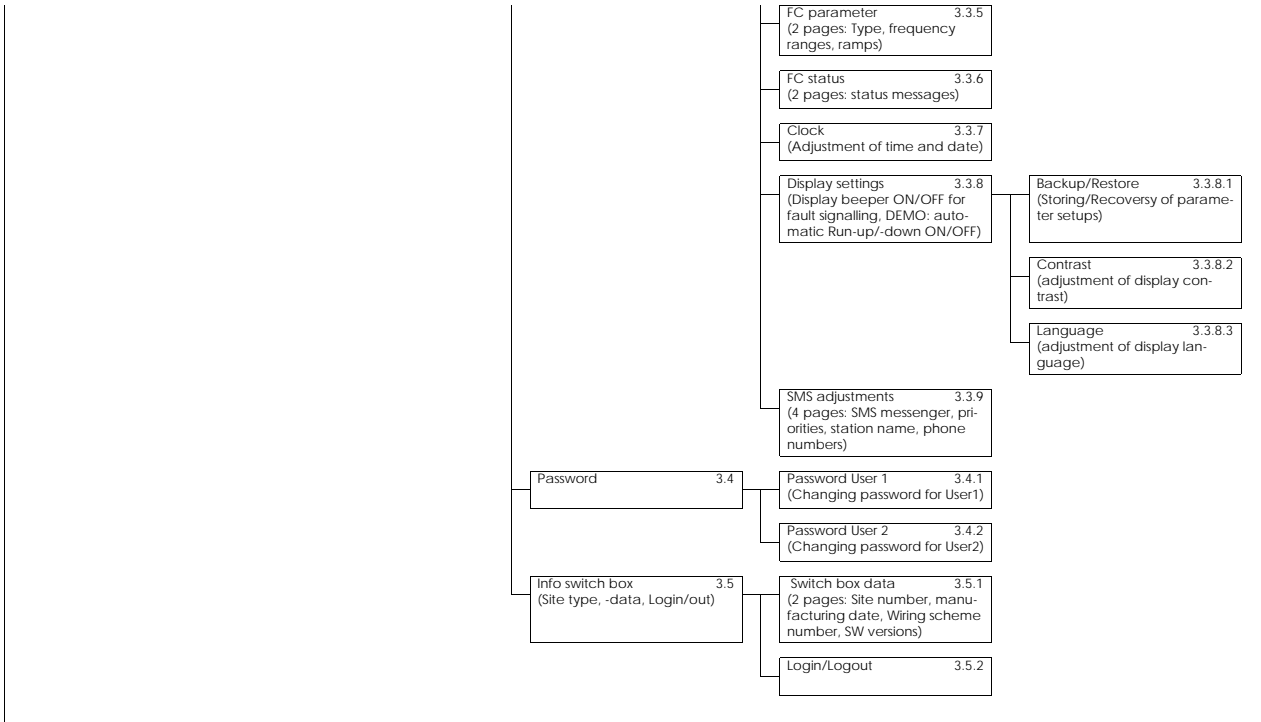 FC parameter 3.3.5
(2 pages: Type, frequency
ranges, ramps)
FC status 3.3.6
(2 pages: status messages)
Clock 3.3.7
(Adjustment of time and date)
Display settings 3.3.8
(Display beeper ON/OFF for
fault signalling, DEMO: auto-
matic Run-up/-down ON/OFF)
Backup/Restore 3.3.8.1
(Storing/Recoversy of parame-
ter setups)
Contrast 3.3.8.2
(adjustment of display con-
trast)
Language 3.3.8.3
(adjustment of display lan-
guage)
SMS adjustments 3.3.9
(4 pages: SMS messenger, pri-
orities, station name, phone
numbers)
Password 3.4
Password User 1 3.4.1
(Changing password for User1)
Password User 2 3.4.2
(Changing password for User2)
Info switch box 3.5
(Site type, -data, Login/out)
Switch box data 3.5.1
(2 pages: Site number, manu-
facturing date, Wiring scheme
number, SW versions)
Login/Logout 3.5.2